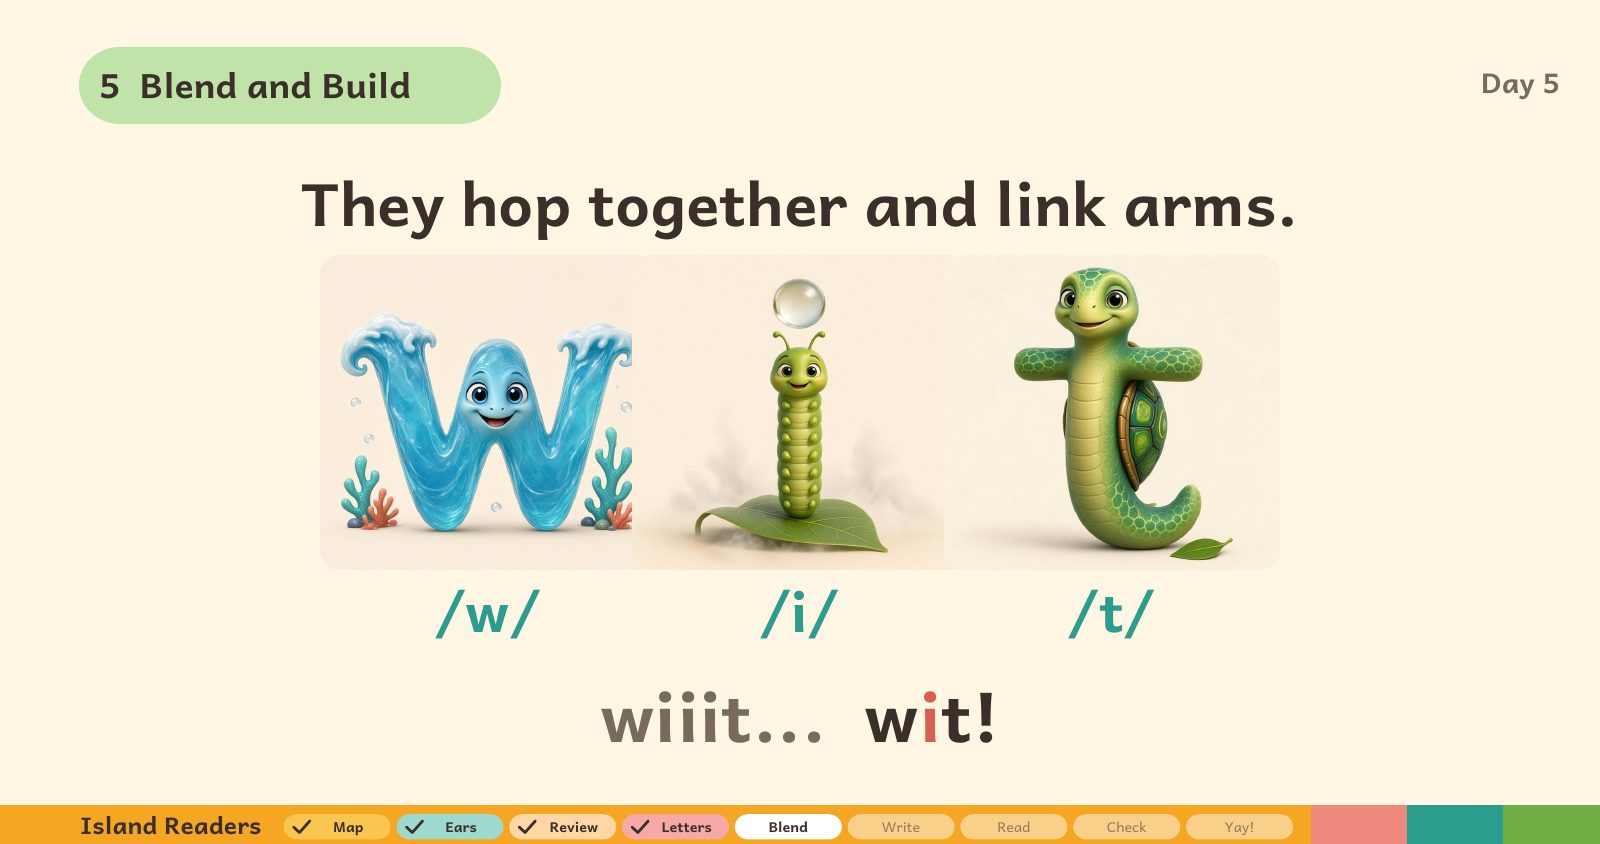 5 Blend and Build
Day 5
They hop together and link arms.
/w/ /i/ /t/
wiiit... wit!
Island Readers Map Ears Review Letters Blend Write Read Check Yay!